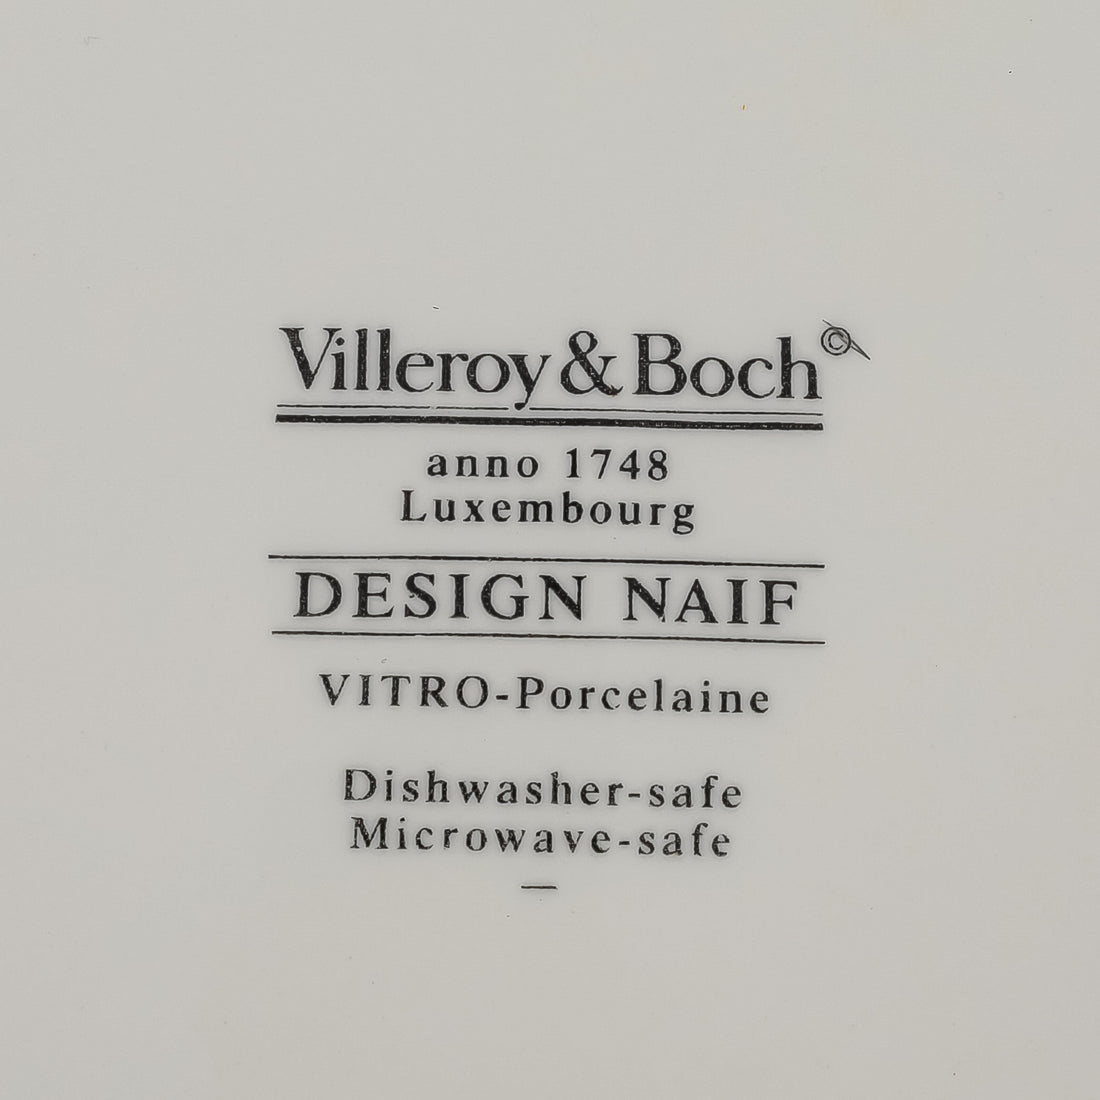 Villeroy & Boch ©
anno 1748
Luxembourg
DESIGN NAIF
VITRO-Porcelaine
Dishwasher-safe
Microwave-safe
—